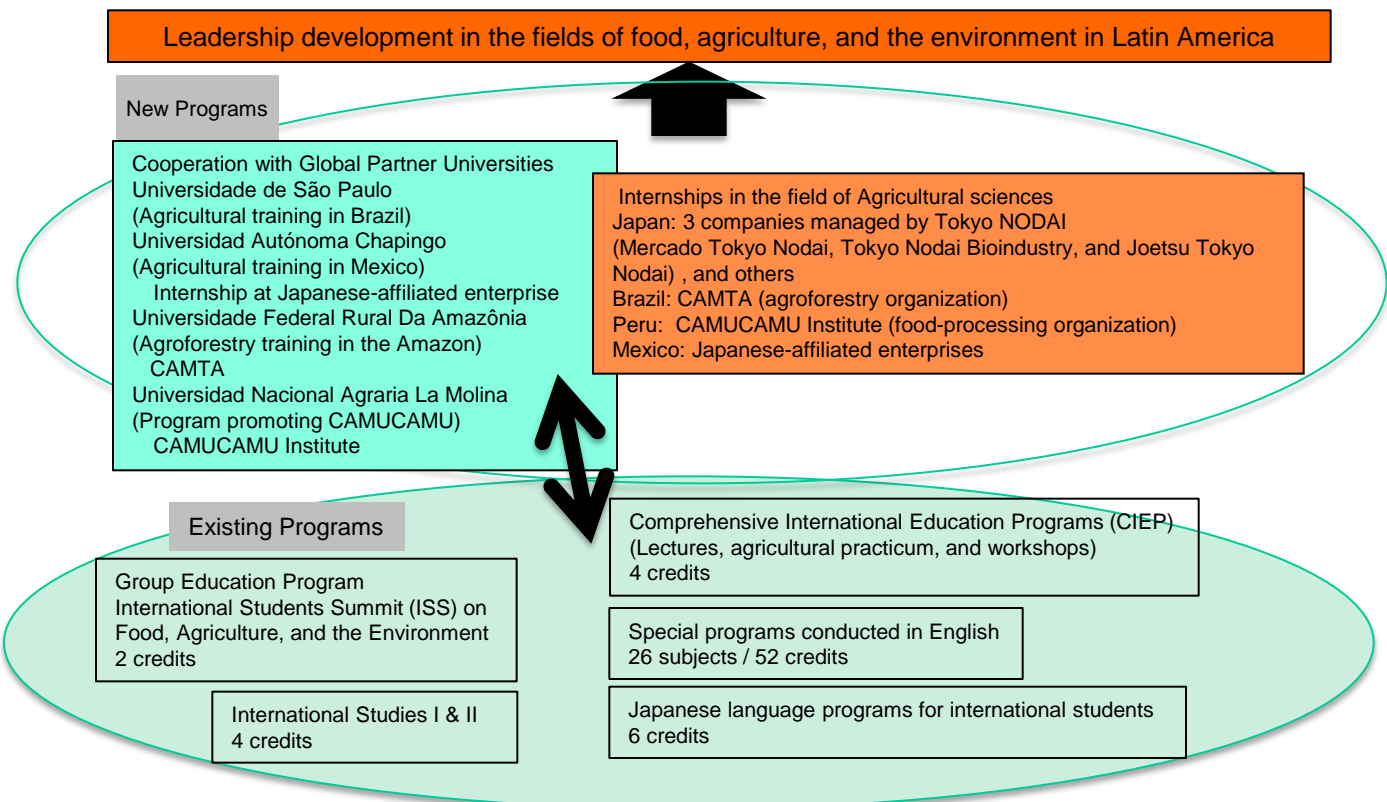 Leadership development in the fields of food, agriculture, and the environment in Latin America
New Programs
Cooperation with Global Partner Universities
Universidade de São Paulo
(Agricultural training in Brazil)
Universidad Autónoma Chapingo
(Agricultural training in Mexico)
Internship at Japanese-affiliated enterprise
Universidade Federal Rural Da Amazônia
(Agroforestry training in the Amazon)
CAMTA
Universidad Nacional Agraria La Molina
(Program promoting CAMUCAMU)
CAMUCAMU Institute
Internships in the field of Agricultural sciences
Japan: 3 companies managed by Tokyo NODAI
(Mercado Tokyo Nodai, Tokyo Nodai Bioindustry, and Joetsu Tokyo
Nodai) , and others
Brazil: CAMTA (agroforestry organization)
Peru: CAMUCAMU Institute (food-processing organization)
Mexico: Japanese-affiliated enterprises
Existing Programs
Group Education Program
International Students Summit (ISS) on
Food, Agriculture, and the Environment
2 credits
International Studies I & II
4 credits
Comprehensive International Education Programs (CIEP)
(Lectures, agricultural practicum, and workshops)
4 credits
Special programs conducted in English
26 subjects / 52 credits
Japanese language programs for international students
6 credits